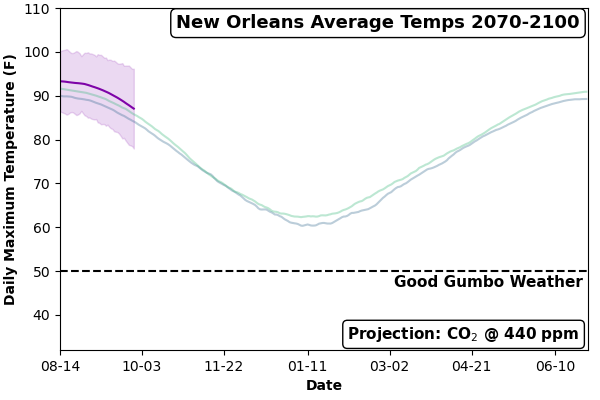 New Orleans Average Temps 2070-2100
Daily Maximum Temperature (F)
110
100
90
80
70
60
50
40
Good Gumbo Weather
Projection: CO₂ @ 440 ppm
08-14 10-03 11-22 01-11 03-02 04-21 06-10
Date